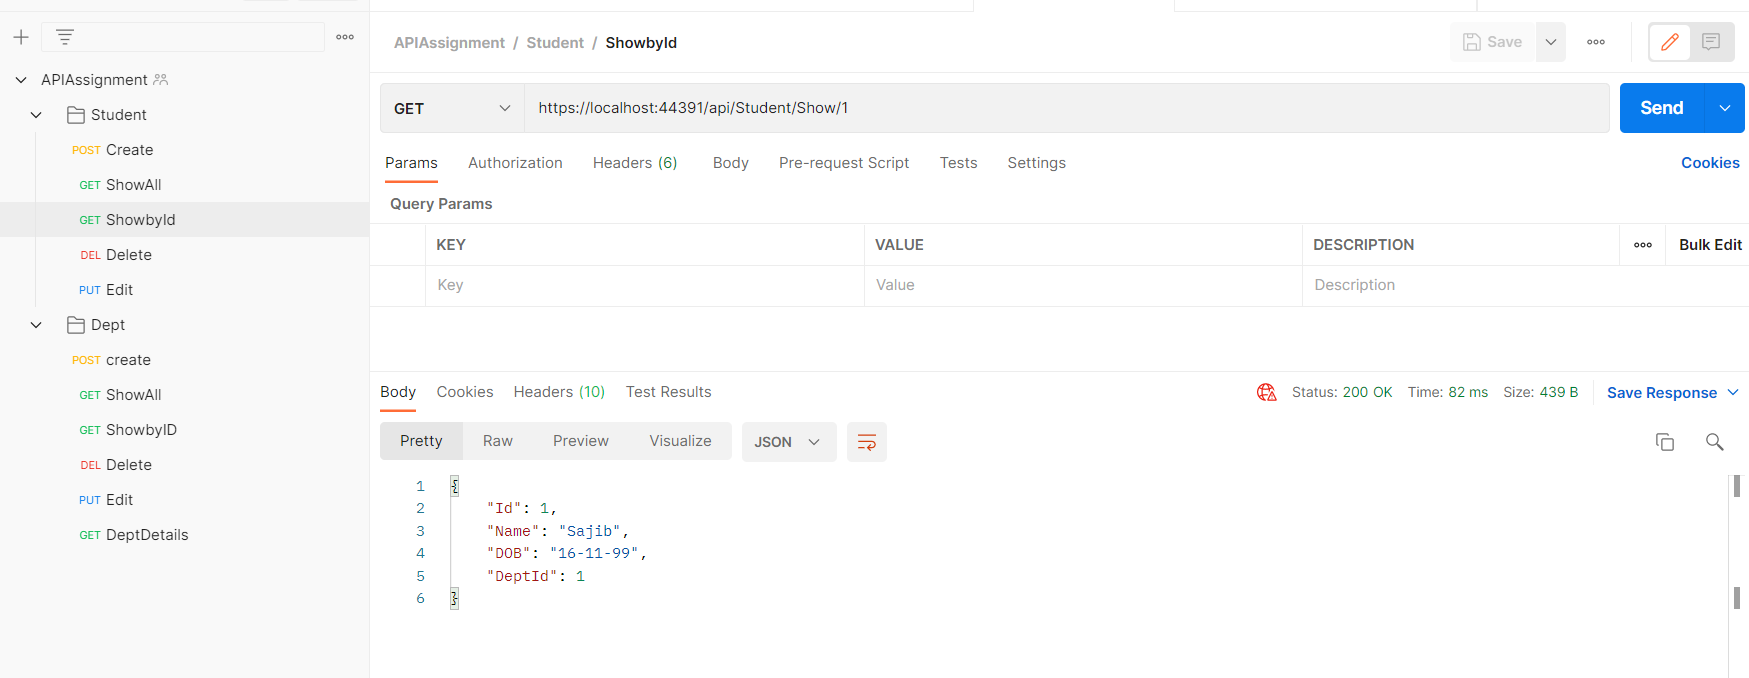 APIAssignment
Student
POST Create
GET ShowAll
GET ShowbyId
DEL Delete
PUT Edit
Dept
POST create
GET ShowAll
GET ShowbyID
DEL Delete
PUT Edit
GET DeptDetails
APIAssignment / Student / ShowbyId
Save
GET
https://localhost:44391/api/Student/Show/1
Send
Params Authorization Headers (6) Body Pre-request Script Tests Settings
Cookies
Query Params
KEY VALUE DESCRIPTION Bulk Edit
Key Value Description
Body Cookies Headers (10) Test Results
Status: 200 OK Time: 82 ms Size: 439 B Save Response
Pretty Raw Preview Visualize JSON
1 {
2 "Id": 1,
3 "Name": "Sajib",
4 "DOB": "16-11-99",
5 "DeptId": 1
6 }